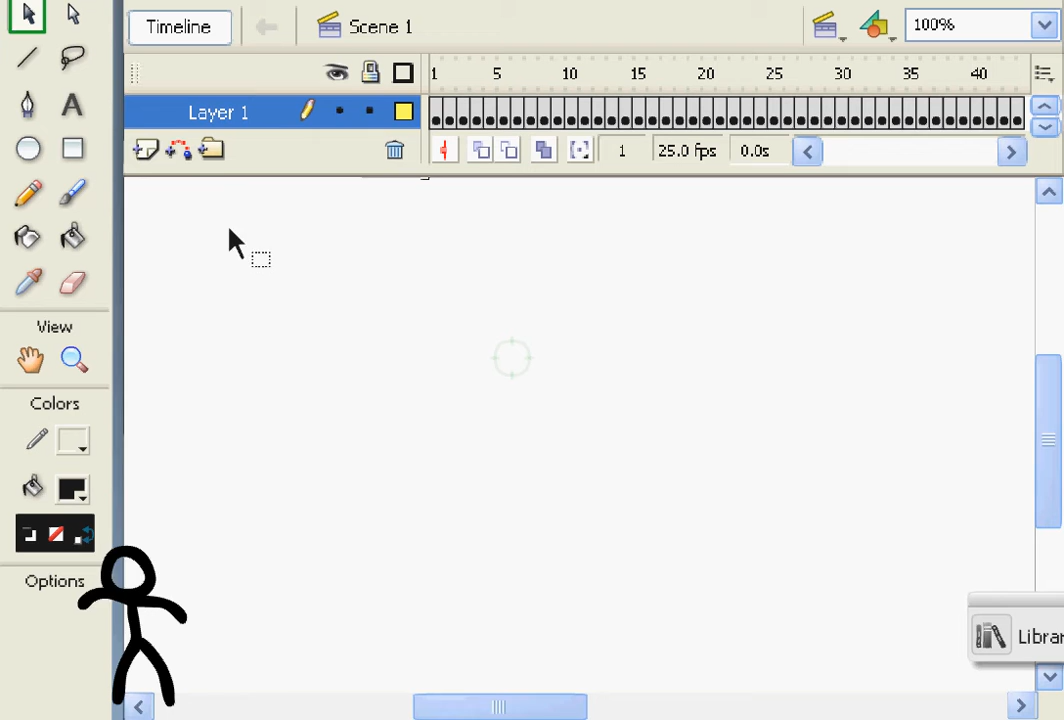 Timeline
Scene 1
100%
1 5 10 15 20 25 30 35 40
Layer 1
1 25.0 fps 0.0s
View
Colors
Options
Librar